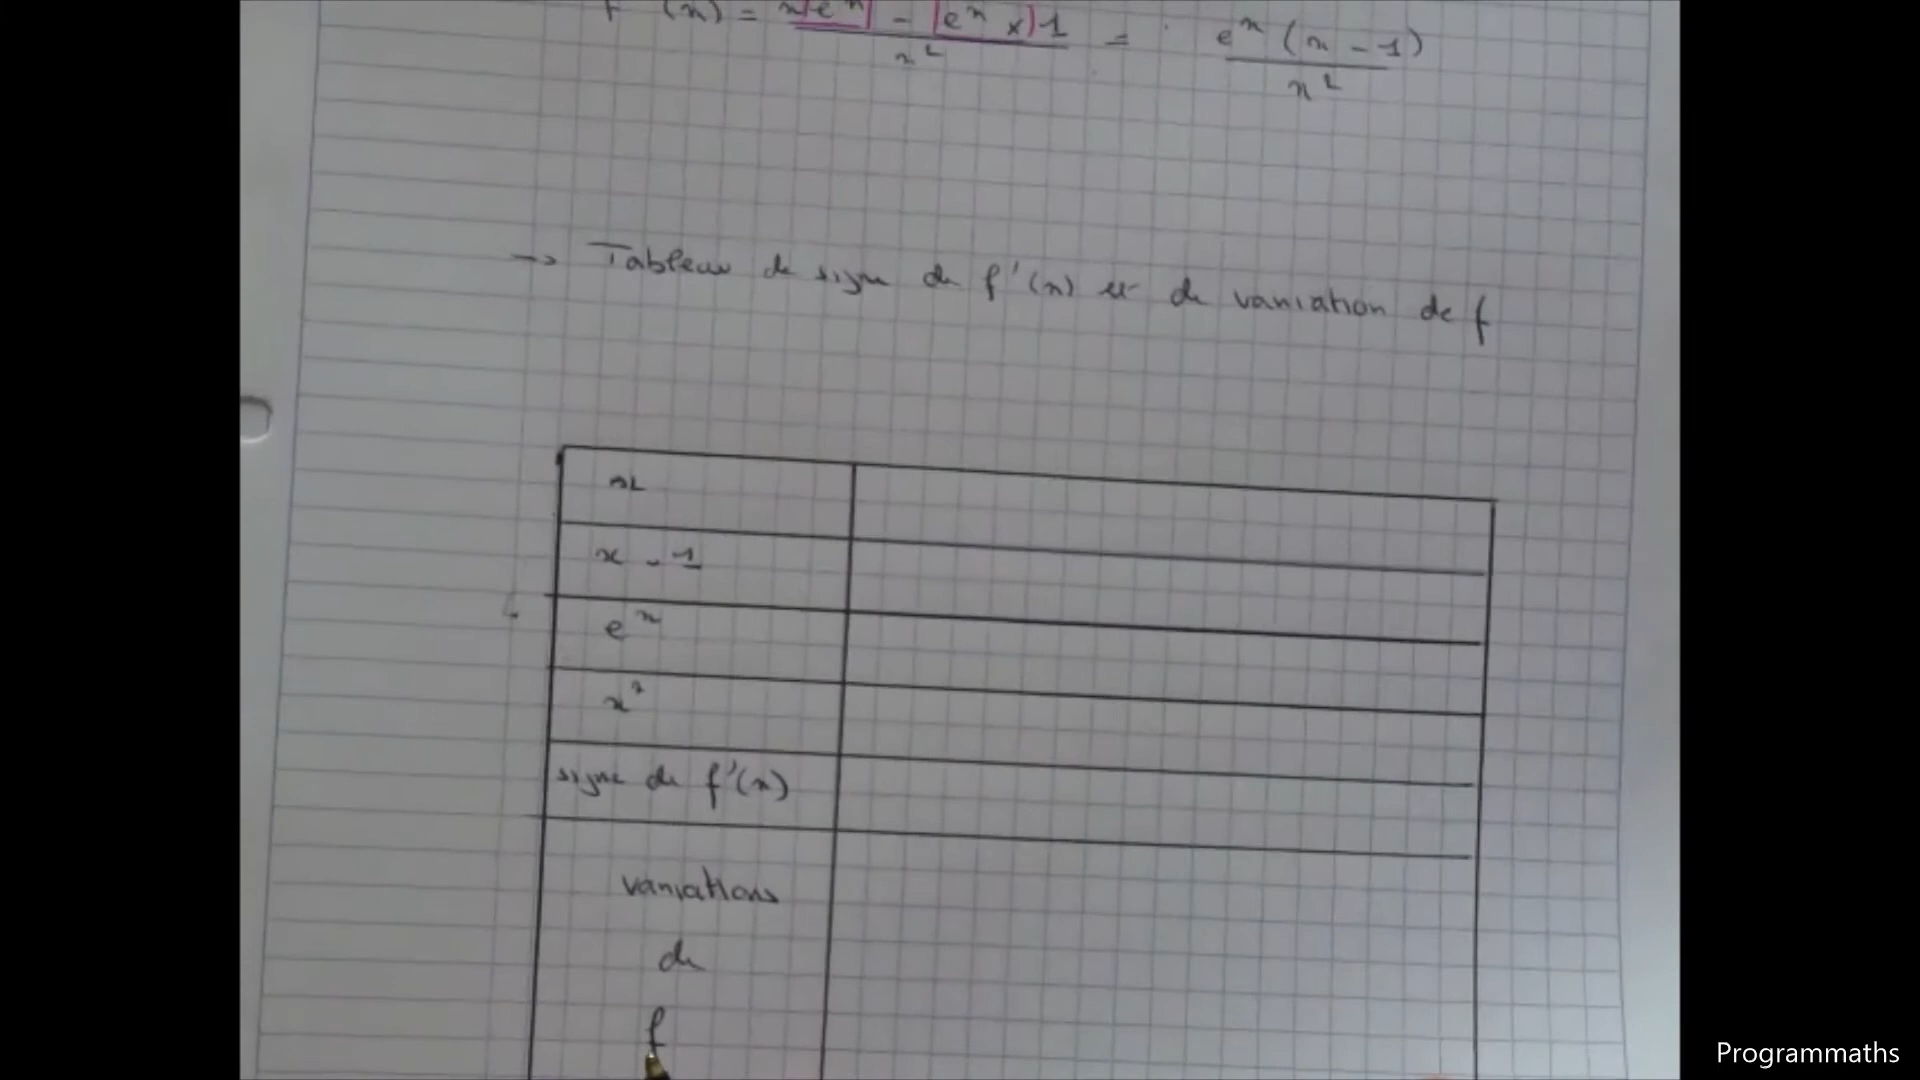 f'(x) = xe^x - e^x × 1 / x² = e^x (x - 1) / x²
→ Tableau de signe de f'(x) et de variation de f
x
x - 1
e^x
x²
signe de f'(x)
variations
de
f
Programmaths